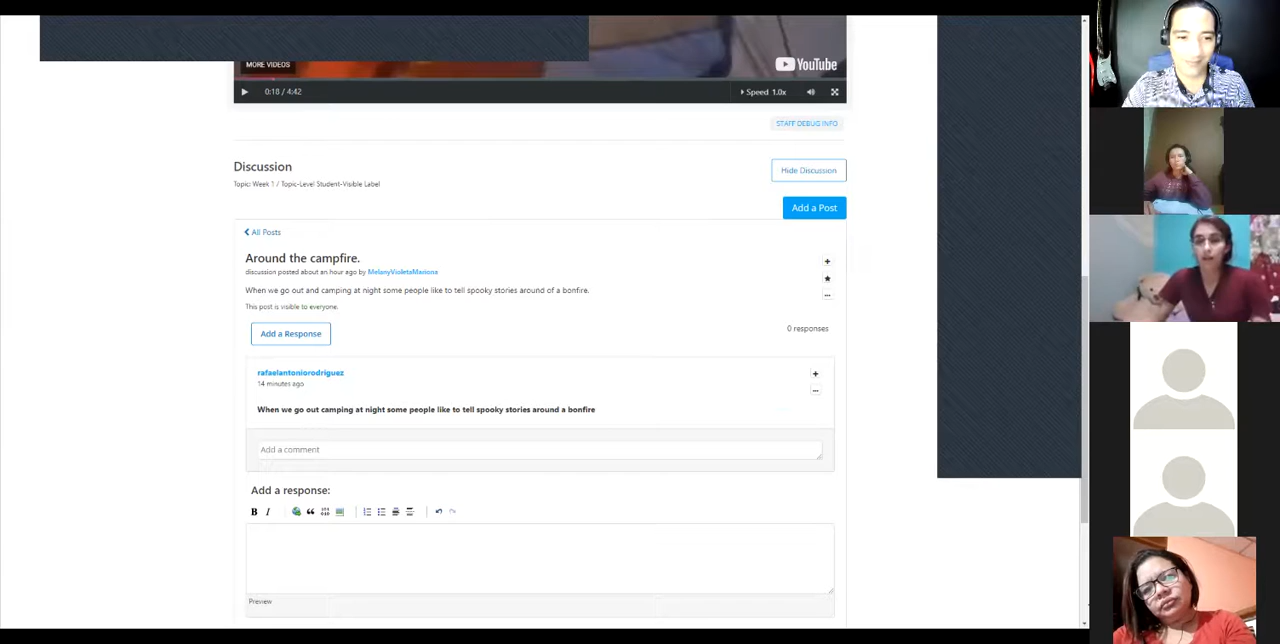 MORE VIDEOS
YouTube
0:18 / 4:42
Speed 1.0x
STAFF DEBUG INFO
Discussion
Hide Discussion
Topic: Week 1 / Topic-Level Student-Visible Label
Add a Post
All Posts
Around the campfire.
discussion posted about an hour ago by MelanyVioletaMariona
When we go out and camping at night some people like to tell spooky stories around of a bonfire.
This post is visible to everyone.
Add a Response
0 responses
rafaelantoniorodriguez
14 minutes ago
When we go out camping at night some people like to tell spooky stories around a bonfire
Add a comment
Add a response:
B I
Preview